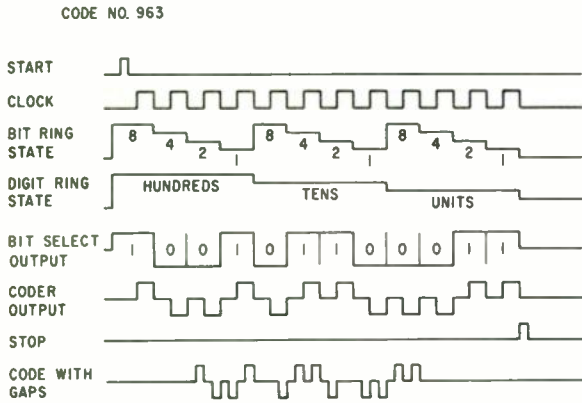 CODE NO. 963
START
CLOCK
BIT RING
STATE
8 4 2 1 8 4 2 1 8 4 2 1
DIGIT RING
STATE
HUNDREDS TENS UNITS
BIT SELECT
OUTPUT
1 0 0 1 0 1 1 0 0 0 1 1
CODER
OUTPUT
STOP
CODE WITH
GAPS